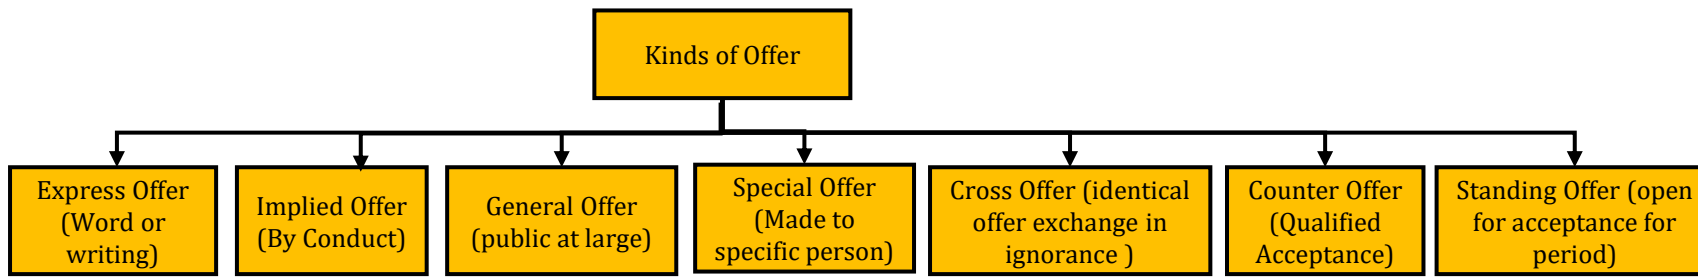 Kinds of Offer
Express Offer
(Word or
writing)
Implied Offer
(By Conduct)
General Offer
(public at large)
Special Offer
(Made to
specific person)
Cross Offer (identical
offer exchange in
ignorance )
Counter Offer
(Qualified
Acceptance)
Standing Offer (open
for acceptance for
period)